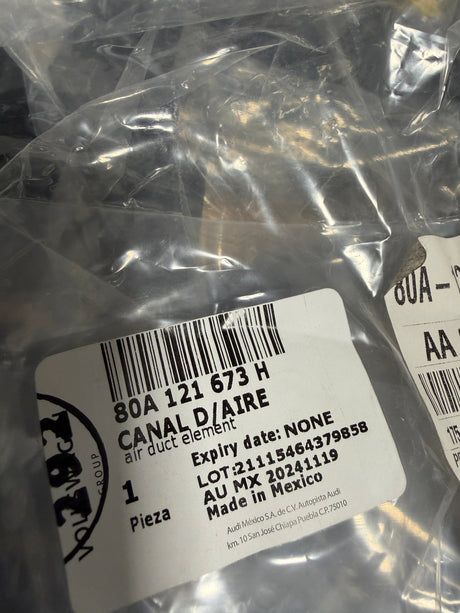 80A 121 673 H
CANAL D/AIRE
air duct element
Expiry date: NONE
1
LOT:21115464379858
AU MX 20241119
Pieza
Made in Mexico
Audi México S.A. de C.V. Autopista Audi
km. 10 San José Chiapa Puebla C.P.75010
GROUP
80A-
AA